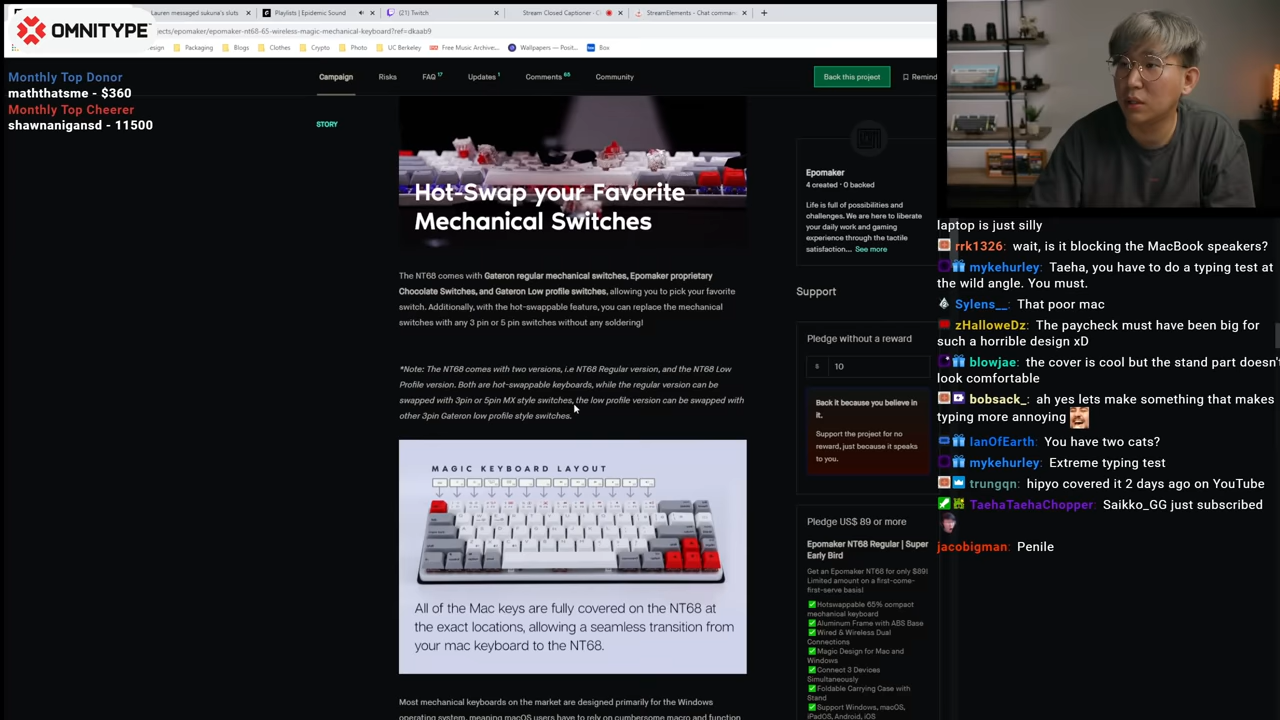 Lauren messaged sukuna's sluts
Playlists | Epidemic Sound
(21) Twitch
Stream Closed Captioner - Ch
StreamElements - Chat command
OMNITYPE
jects/epomaker/epomaker-nt68-65-wireless-magic-mechanical-keyboard?ref=dkaab9
esign
Packaging
Blogs
Clothes
Crypto
Photo
UC Berkeley
Free Music Archive...
Wallpapers — Posit...
Box
Monthly Top Donor
maththatsme - $360
Monthly Top Cheerer
shawnanigansd - 11500
Campaign
Risks
FAQ 17
Updates 1
Comments 65
Community
Back this project
Remind
STORY
Hot-Swap your Favorite
Mechanical Switches
The NT68 comes with Gateron regular mechanical switches, Epomaker proprietary
Chocolate Switches, and Gateron Low profile switches, allowing you to pick your favorite
switch. Additionally, with the hot-swappable feature, you can replace the mechanical
switches with any 3 pin or 5 pin switches without any soldering!
*Note: The NT68 comes with two versions, i.e NT68 Regular version, and the NT68 Low
Profile version. Both are hot-swappable keyboards, while the regular version can be
swapped with 3pin or 5pin MX style switches, the low profile version can be swapped with
other 3pin Gateron low profile style switches.
MAGIC KEYBOARD LAYOUT
All of the Mac keys are fully covered on the NT68 at
the exact locations, allowing a seamless transition from
your mac keyboard to the NT68.
Most mechanical keyboards on the market are designed primarily for the Windows
operating system, meaning macOS users have to rely on cumbersome macro and function
Epomaker
4 created · 0 backed
Life is full of possibilities and
challenges. We are here to liberate
your daily work and gaming
experience through the tactile
satisfaction... See more
Support
Pledge without a reward
$ 10
Back it because you believe in
it.
Support the project for no
reward, just because it speaks
to you.
Pledge US$ 89 or more
Epomaker NT68 Regular | Super
Early Bird
Get an Epomaker NT68 for only $89!
Limited amount on a first-come-
first-serve basis!
✅Hotswappable 65% compact
mechanical keyboard
✅Aluminum Frame with ABS Base
✅Wired & Wireless Dual
Connections
✅Magic Design for Mac and
Windows
✅Connect 3 Devices
Simultaneously
✅Foldable Carrying Case with
Stand
✅Support Windows, macOS,
iPadOS, Android, iOS
laptop is just silly
rrk1326: wait, is it blocking the MacBook speakers?
mykehurley: Taeha, you have to do a typing test at
the wild angle. You must.
Sylens__: That poor mac
zHalloweDz: The paycheck must have been big for
such a horrible design xD
blowjae: the cover is cool but the stand part doesn't
look comfortable
bobsack_: ah yes lets make something that makes
typing more annoying
IanOfEarth: You have two cats?
mykehurley: Extreme typing test
trungqn: hipyo covered it 2 days ago on YouTube
TaehaTaehaChopper: Saikko_GG just subscribed
jacobigman: Penile